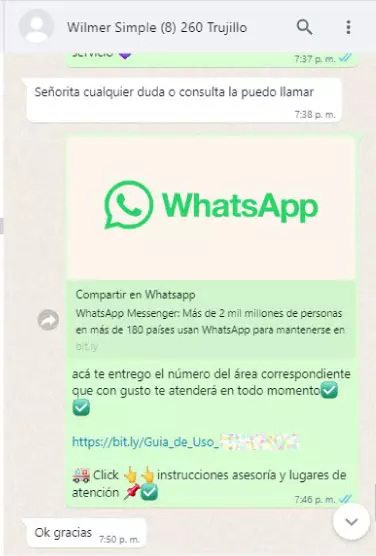 Wilmer Simple (8) 260 Trujillo
servicio 💜
7:37 p. m.
Señorita cualquier duda o consulta la puedo llamar
7:38 p. m.
WhatsApp
Compartir en Whatsapp
WhatsApp Messenger: Más de 2 mil millones de personas
en más de 180 países usan WhatsApp para mantenerse en
bit.ly
acá te entrego el número del área correspondiente
que con gusto te atenderá en todo momento✅
✅
https://bit.ly/Guia_de_Uso_
🚑 Click 👆👆instrucciones asesoría y lugares de
atención 📌✅
7:46 p. m.
Ok gracias
7:50 p. m.